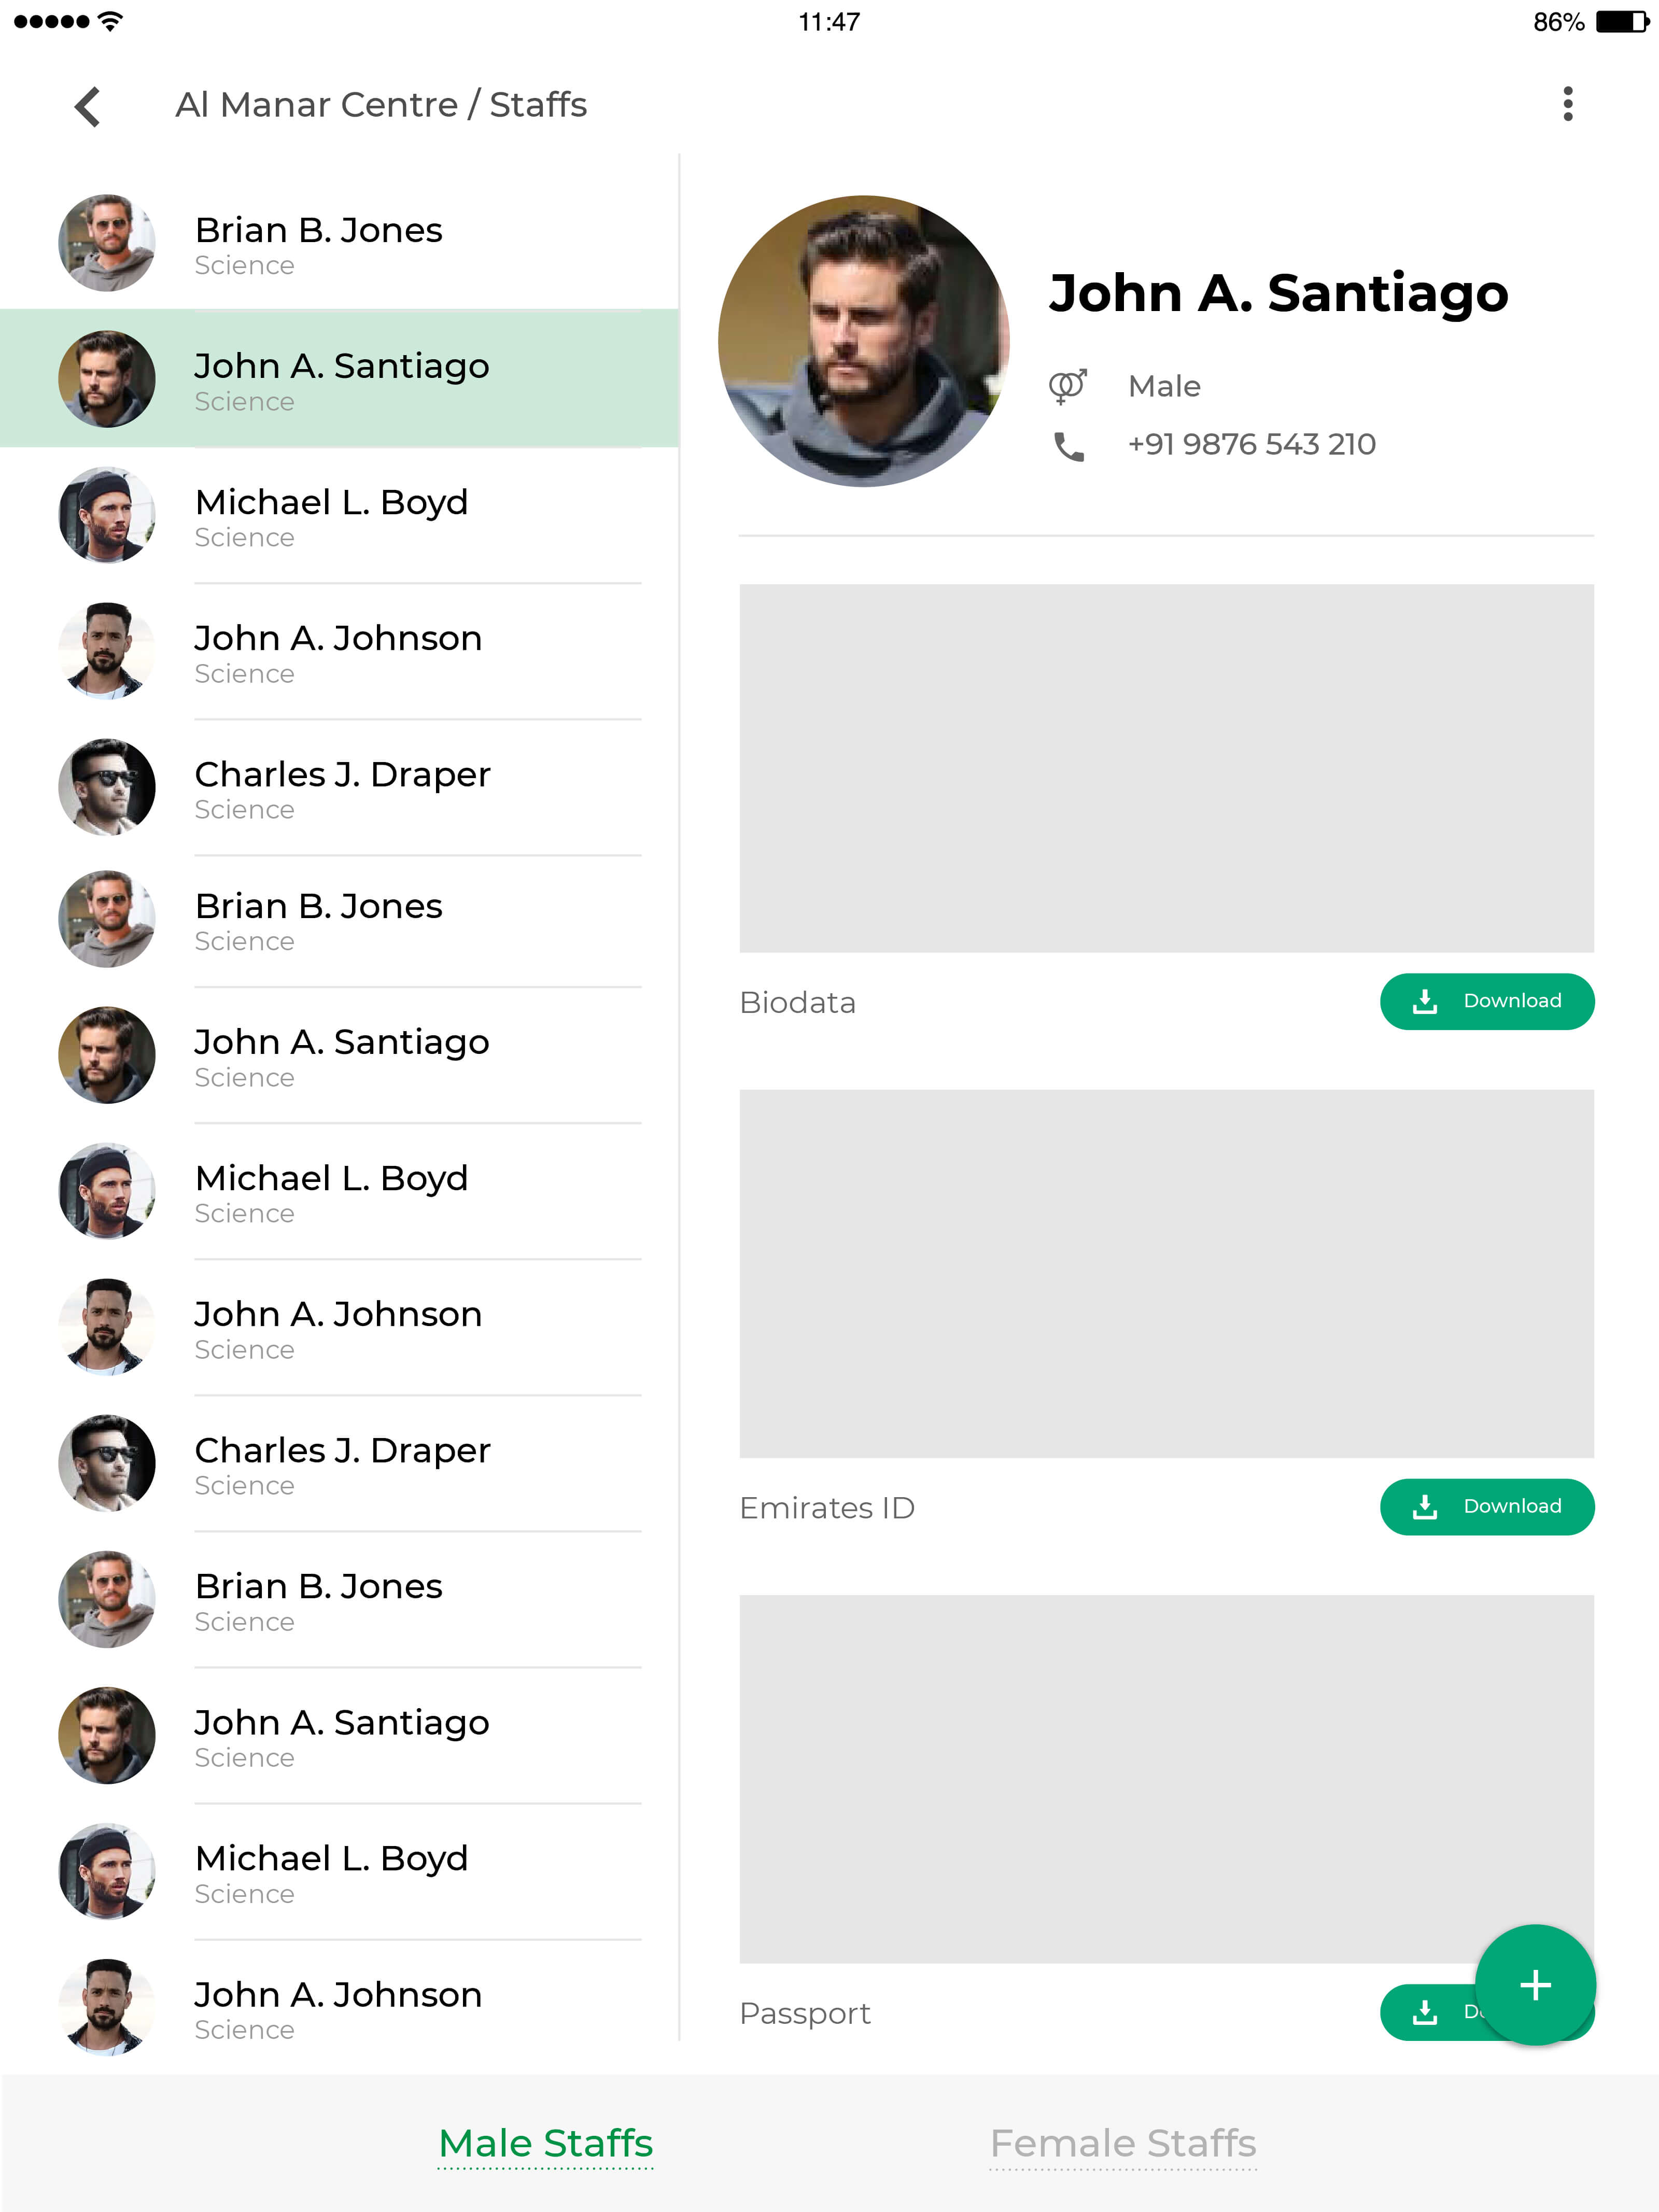 11:47
86%
Al Manar Centre / Staffs
Brian B. Jones
Science
John A. Santiago
Science
Michael L. Boyd
Science
John A. Johnson
Science
Charles J. Draper
Science
Brian B. Jones
Science
John A. Santiago
Science
Michael L. Boyd
Science
John A. Johnson
Science
Charles J. Draper
Science
Brian B. Jones
Science
John A. Santiago
Science
Michael L. Boyd
Science
John A. Johnson
Science
John A. Santiago
Male
+91 9876 543 210
Biodata
Download
Emirates ID
Download
Passport
Male Staffs
Female Staffs